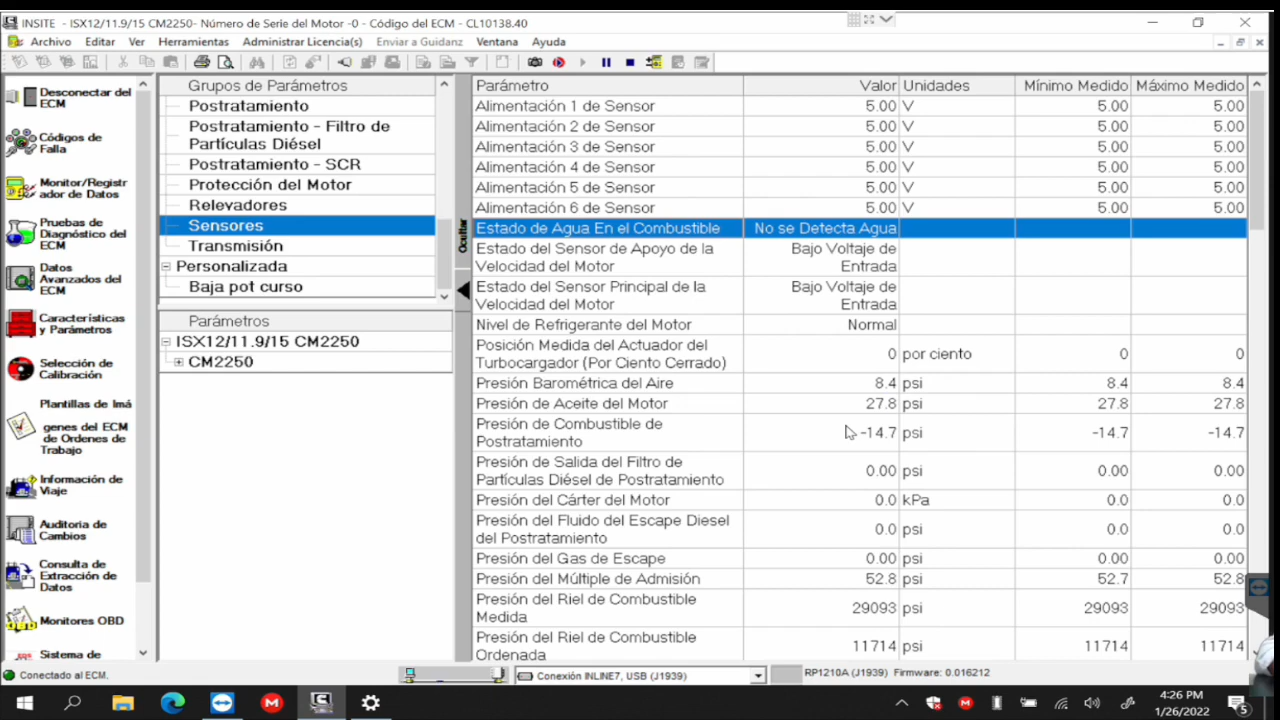 INSITE - ISX12/11.9/15 CM2250- Número de Serie del Motor -0 - Código del ECM - CL10138.40
Archivo Editar Ver Herramientas Administrar Licencia(s) Enviar a Guidanz Ventana Ayuda
Desconectar del
ECM
Códigos de
Falla
Monitor/Registr
ador de Datos
Pruebas de
Diagnóstico del
ECM
Datos
Avanzados del
ECM
Características
y Parámetros
Selección de
Calibración
Plantillas de Imá
genes del ECM
de Ordenes de
Trabajo
Información de
Viaje
Auditoria de
Cambios
Consulta de
Extracción de
Datos
Monitores OBD
Sistema de
Grupos de Parámetros
Postratamiento
Postratamiento - Filtro de
Partículas Diésel
Postratamiento - SCR
Protección del Motor
Relevadores
Sensores
Transmisión
Personalizada
Baja pot curso
Parámetros
ISX12/11.9/15 CM2250
CM2250
Ocultar
Parámetro Valor Unidades Mínimo Medido Máximo Medido
Alimentación 1 de Sensor 5.00 V 5.00 5.00
Alimentación 2 de Sensor 5.00 V 5.00 5.00
Alimentación 3 de Sensor 5.00 V 5.00 5.00
Alimentación 4 de Sensor 5.00 V 5.00 5.00
Alimentación 5 de Sensor 5.00 V 5.00 5.00
Alimentación 6 de Sensor 5.00 V 5.00 5.00
Estado de Agua En el Combustible No se Detecta Agua
Estado del Sensor de Apoyo de la Bajo Voltaje de
Velocidad del Motor Entrada
Estado del Sensor Principal de la Bajo Voltaje de
Velocidad del Motor Entrada
Nivel de Refrigerante del Motor Normal
Posición Medida del Actuador del
Turbocargador (Por Ciento Cerrado) 0 por ciento 0 0
Presión Barométrica del Aire 8.4 psi 8.4 8.4
Presión de Aceite del Motor 27.8 psi 27.8 27.8
Presión de Combustible de
Postratamiento -14.7 psi -14.7 -14.7
Presión de Salida del Filtro de
Partículas Diésel de Postratamiento 0.00 psi 0.00 0.00
Presión del Cárter del Motor 0.0 kPa 0.0 0.0
Presión del Fluido del Escape Diesel
del Postratamiento 0.0 psi 0.0 0.0
Presión del Gas de Escape 0.00 psi 0.00 0.00
Presión del Múltiple de Admisión 52.8 psi 52.7 52.8
Presión del Riel de Combustible
Medida 29093 psi 29093 29093
Presión del Riel de Combustible
Ordenada 11714 psi 11714 11714
Conectado al ECM. Conexión INLINE7, USB (J1939) RP1210A (J1939) Firmware: 0.016212
4:26 PM
1/26/2022
5